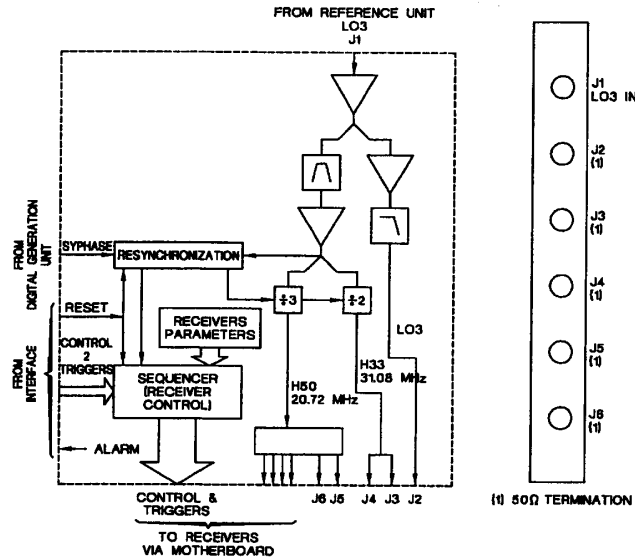 FROM REFERENCE UNIT
LO3
J1
J1
LO3 IN
J2
{1}
J3
{1}
J4
{1}
J5
{1}
J6
{1}
{1} 50Ω TERMINATION
FROM
DIGITAL GENERATION
UNIT
SYPHASE
RESYNCHRONIZATION
÷3
÷2
RESET
RECEIVERS
PARAMETERS
LO3
CONTROL
2
TRIGGERS
FROM
INTERFACE
SEQUENCER
(RECEIVER
CONTROL)
H50
20.72 MHz
H33
31.08 MHz
ALARM
CONTROL &
TRIGGERS
J6 J5 J4 J3 J2
TO RECEIVERS
VIA MOTHERBOARD